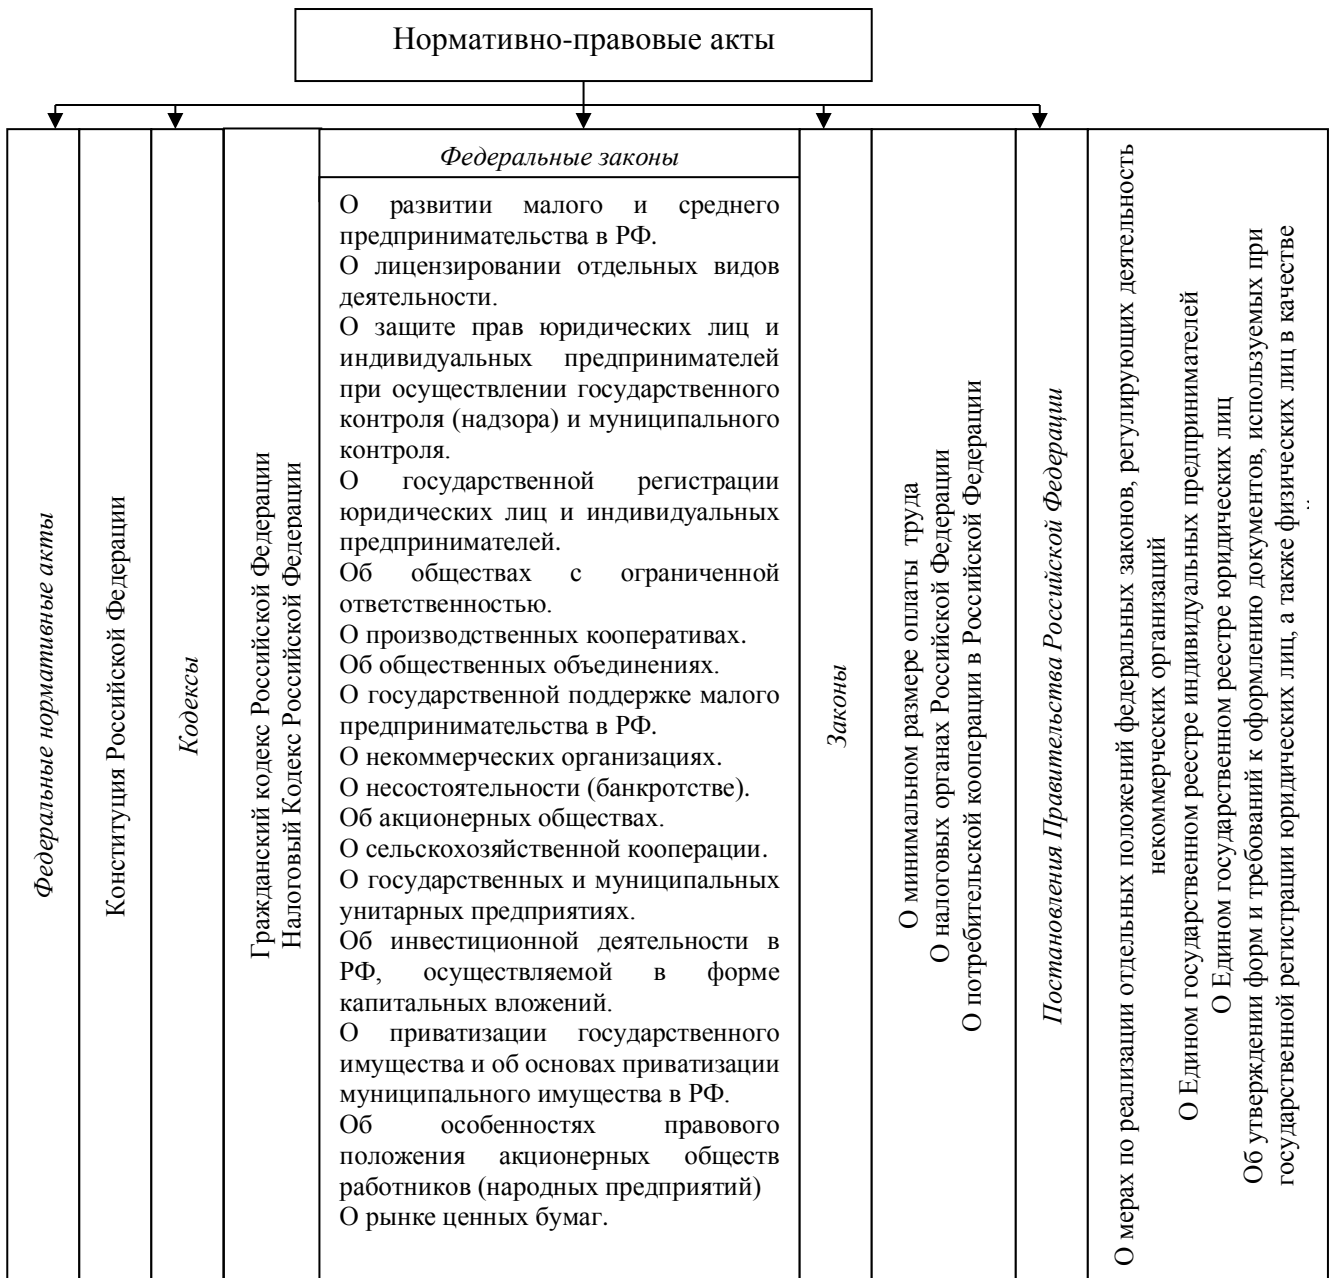 Нормативно-правовые акты
Федеральные нормативные акты
Конституция Российской Федерации
Кодексы
Гражданский кодекс Российской Федерации
Налоговый Кодекс Российской Федерации
Федеральные законы
О развитии малого и среднего
предпринимательства в РФ.
О лицензировании отдельных видов
деятельности.
О защите прав юридических лиц и
индивидуальных предпринимателей
при осуществлении государственного
контроля (надзора) и муниципального
контроля.
О государственной регистрации
юридических лиц и индивидуальных
предпринимателей.
Об обществах с ограниченной
ответственностью.
О производственных кооперативах.
Об общественных объединениях.
О государственной поддержке малого
предпринимательства в РФ.
О некоммерческих организациях.
О несостоятельности (банкротстве).
Об акционерных обществах.
О сельскохозяйственной кооперации.
О государственных и муниципальных
унитарных предприятиях.
Об инвестиционной деятельности в
РФ, осуществляемой в форме
капитальных вложений.
О приватизации государственного
имущества и об основах приватизации
муниципального имущества в РФ.
Об особенностях правового
положения акционерных обществ
работников (народных предприятий)
О рынке ценных бумаг.
Законы
О минимальном размере оплаты труда
О налоговых органах Российской Федерации
О потребительской кооперации в Российской Федерации
Постановления Правительства Российской Федерации
О мерах по реализации отдельных положений федеральных законов, регулирующих деятельность
некоммерческих организаций
О Едином государственном реестре индивидуальных предпринимателей
О Едином государственном реестре юридических лиц
Об утверждении форм и требований к оформлению документов, используемых при
государственной регистрации юридических лиц, а также физических лиц в качестве